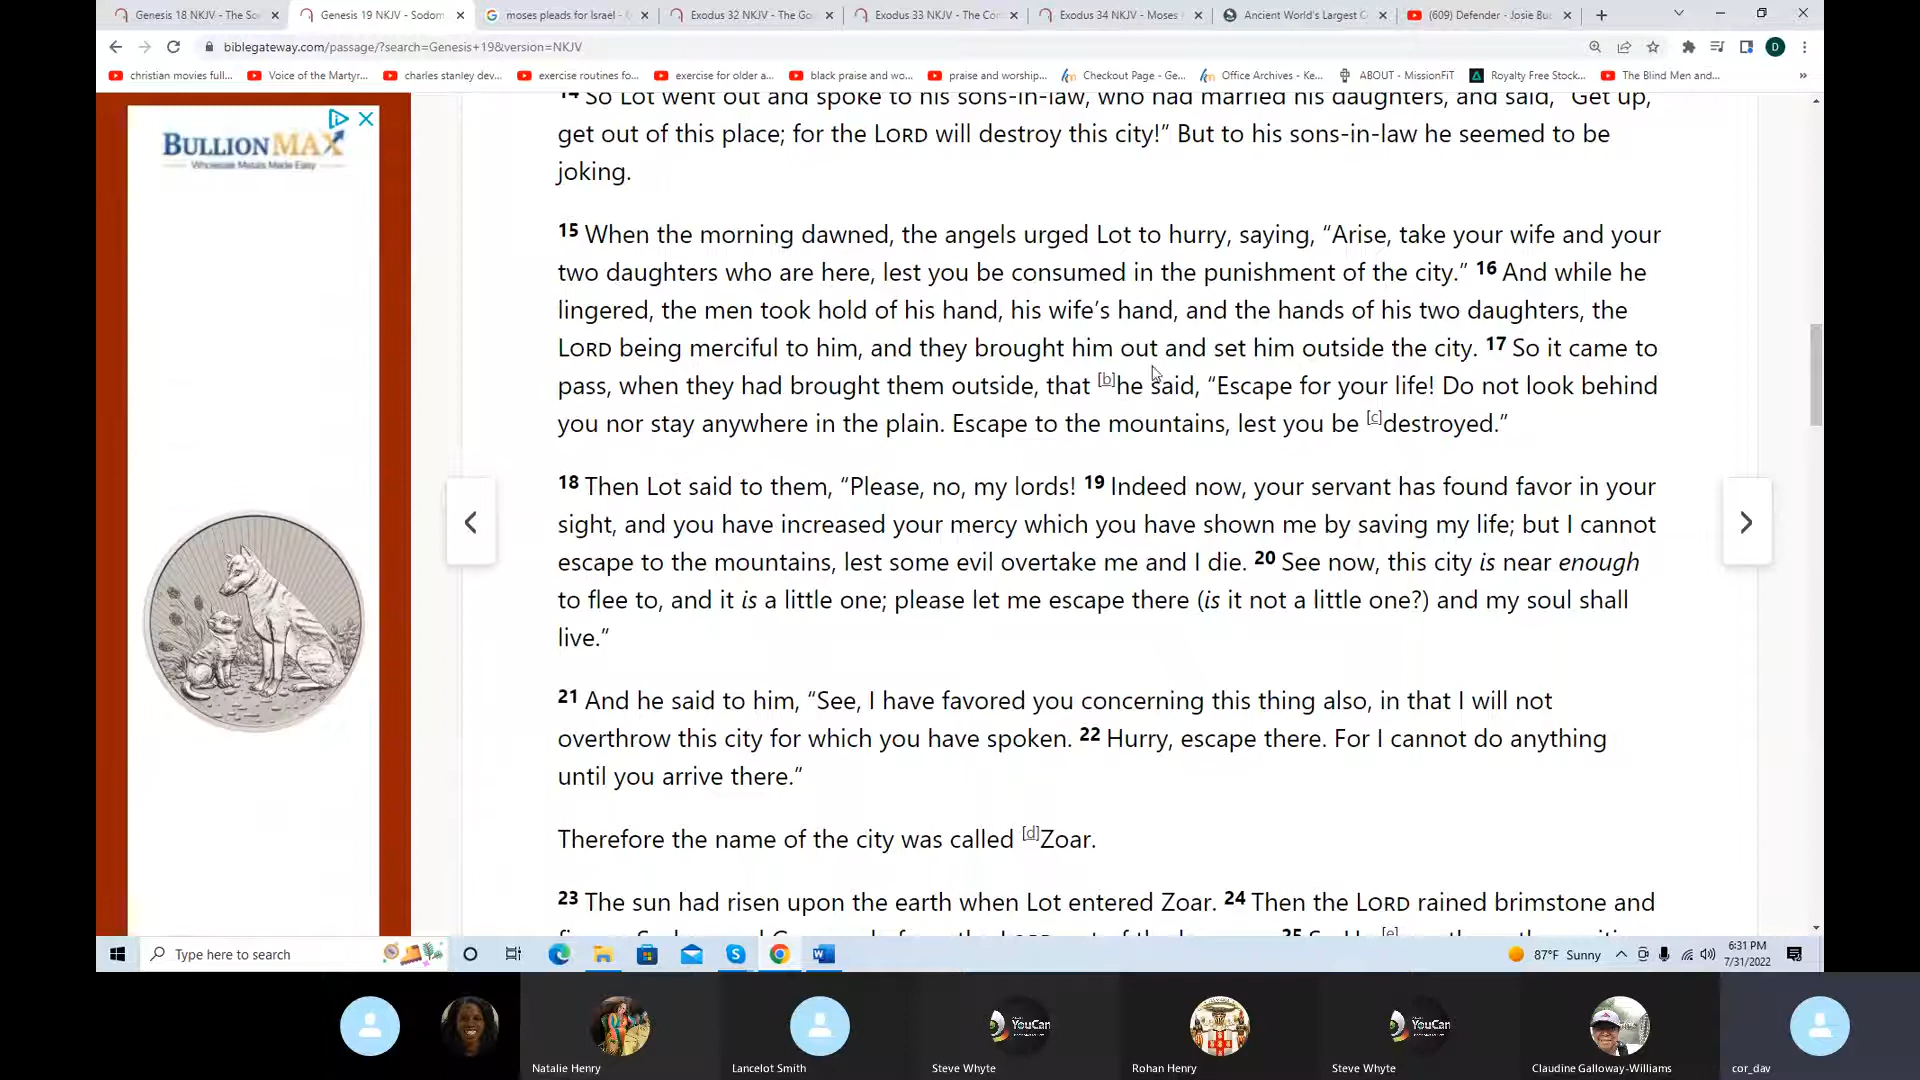 Genesis 18 NKJV - The So
Genesis 19 NKJV - Sodom
moses pleads for Israel -
Exodus 32 NKJV - The Go
Exodus 33 NKJV - The Co
Exodus 34 NKJV - Moses
Ancient World's Largest C
(609) Defender - Josie Bu
biblegateway.com/passage/?search=Genesis+19&version=NKJV
D
christian movies full...
Voice of the Martyr...
charles stanley dev...
exercise routines fo...
exercise for older a...
black praise and wo...
praise and worship...
Checkout Page - Ge...
Office Archives - Ke...
ABOUT - MissionFiT
Royalty Free Stock...
The Blind Men and...
BULLIONMAX
Wholesale Metals Made Easy
14 So Lot went out and spoke to his sons-in-law, who had married his daughters, and said, “Get up,
get out of this place; for the LORD will destroy this city!” But to his sons-in-law he seemed to be
joking.
15 When the morning dawned, the angels urged Lot to hurry, saying, “Arise, take your wife and your
two daughters who are here, lest you be consumed in the punishment of the city.” 16 And while he
lingered, the men took hold of his hand, his wife’s hand, and the hands of his two daughters, the
LORD being merciful to him, and they brought him out and set him outside the city. 17 So it came to
pass, when they had brought them outside, that [b]he said, “Escape for your life! Do not look behind
you nor stay anywhere in the plain. Escape to the mountains, lest you be [c]destroyed.”
18 Then Lot said to them, “Please, no, my lords! 19 Indeed now, your servant has found favor in your
sight, and you have increased your mercy which you have shown me by saving my life; but I cannot
escape to the mountains, lest some evil overtake me and I die. 20 See now, this city is near enough
to flee to, and it is a little one; please let me escape there (is it not a little one?) and my soul shall
live.”
21 And he said to him, “See, I have favored you concerning this thing also, in that I will not
overthrow this city for which you have spoken. 22 Hurry, escape there. For I cannot do anything
until you arrive there.”
Therefore the name of the city was called [d]Zoar.
23 The sun had risen upon the earth when Lot entered Zoar. 24 Then the LORD rained brimstone and
Type here to search
87°F Sunny
6:31 PM
7/31/2022
YouCan
YouCan
Natalie Henry
Lancelot Smith
Steve Whyte
Rohan Henry
Steve Whyte
Claudine Galloway-Williams
cor_dav